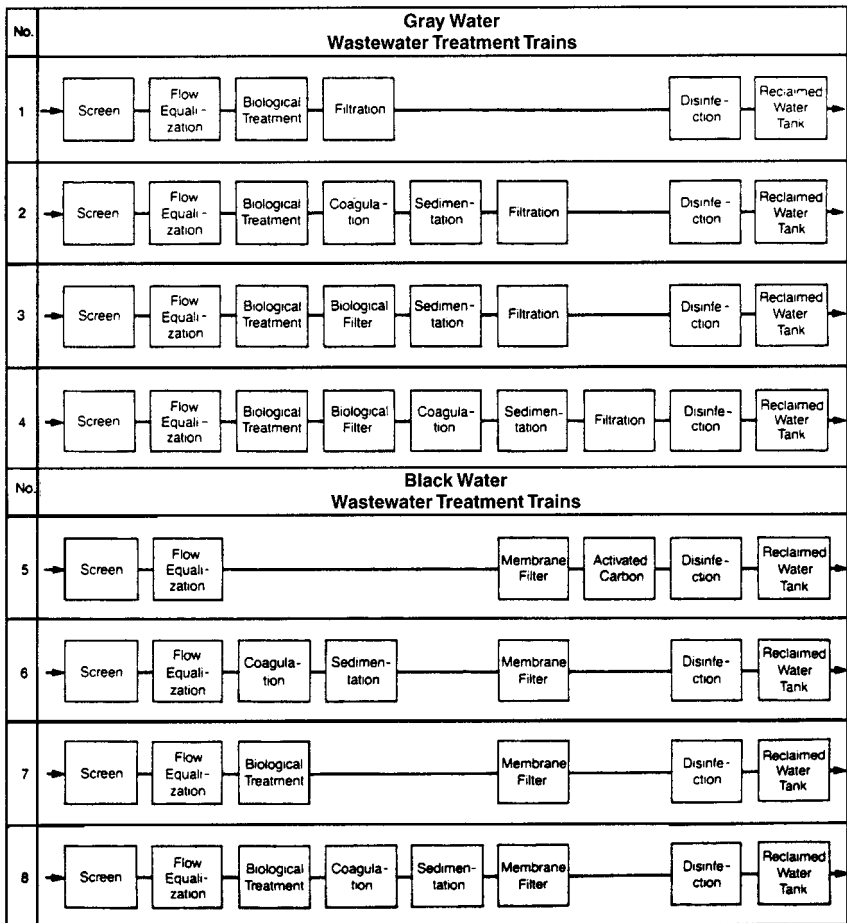 No.
Gray Water
Wastewater Treatment Trains
1
Screen
Flow
Equali-
zation
Biological
Treatment
Filtration
Disinfe-
ction
Reclaimed
Water
Tank
2
Screen
Flow
Equali-
zation
Biological
Treatment
Coagula-
tion
Sedimen-
tation
Filtration
Disinfe-
ction
Reclaimed
Water
Tank
3
Screen
Flow
Equali-
zation
Biological
Treatment
Biological
Filter
Sedimen-
tation
Filtration
Disinfe-
ction
Reclaimed
Water
Tank
4
Screen
Flow
Equali-
zation
Biological
Treatment
Biological
Filter
Coagula-
tion
Sedimen-
tation
Filtration
Disinfe-
ction
Reclaimed
Water
Tank
No.
Black Water
Wastewater Treatment Trains
5
Screen
Flow
Equali-
zation
Membrane
Filter
Activated
Carbon
Disinfe-
ction
Reclaimed
Water
Tank
6
Screen
Flow
Equali-
zation
Coagula-
tion
Sedimen-
tation
Membrane
Filter
Disinfe-
ction
Reclaimed
Water
Tank
7
Screen
Flow
Equali-
zation
Biological
Treatment
Membrane
Filter
Disinfe-
ction
Reclaimed
Water
Tank
8
Screen
Flow
Equali-
zation
Biological
Treatment
Coagula-
tion
Sedimen-
tation
Membrane
Filter
Disinfe-
ction
Reclaimed
Water
Tank